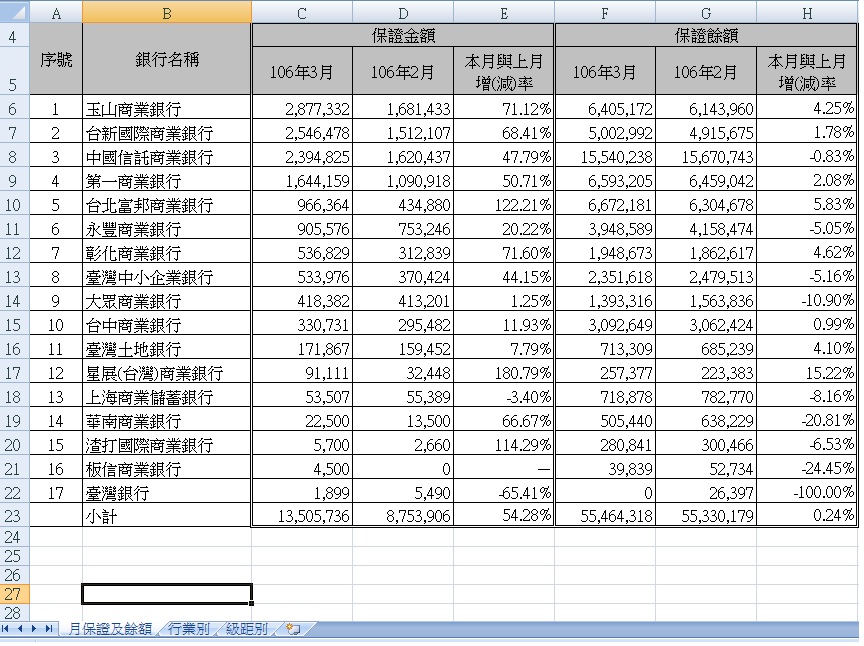 A B C D E F G H
4 保證金額 保證餘額
5 序號 銀行名稱 106年3月 106年2月 本月與上月增(減)率 106年3月 106年2月 本月與上月增(減)率
6 1 玉山商業銀行 2,877,332 1,681,433 71.12% 6,405,172 6,143,960 4.25%
7 2 台新國際商業銀行 2,546,478 1,512,107 68.41% 5,002,992 4,915,675 1.78%
8 3 中國信託商業銀行 2,394,825 1,620,437 47.79% 15,540,238 15,670,743 -0.83%
9 4 第一商業銀行 1,644,159 1,090,918 50.71% 6,593,205 6,459,042 2.08%
10 5 台北富邦商業銀行 966,364 434,880 122.21% 6,672,181 6,304,678 5.83%
11 6 永豐商業銀行 905,576 753,246 20.22% 3,948,589 4,158,474 -5.05%
12 7 彰化商業銀行 536,829 312,839 71.60% 1,948,673 1,862,617 4.62%
13 8 臺灣中小企業銀行 533,976 370,424 44.15% 2,351,618 2,479,513 -5.16%
14 9 大眾商業銀行 418,382 413,201 1.25% 1,393,316 1,563,836 -10.90%
15 10 台中商業銀行 330,731 295,482 11.93% 3,092,649 3,062,424 0.99%
16 11 臺灣土地銀行 171,867 159,452 7.79% 713,309 685,239 4.10%
17 12 星展(台灣)商業銀行 91,111 32,448 180.79% 257,377 223,383 15.22%
18 13 上海商業儲蓄銀行 53,507 55,389 -3.40% 718,878 782,770 -8.16%
19 14 華南商業銀行 22,500 13,500 66.67% 505,440 638,229 -20.81%
20 15 渣打國際商業銀行 5,700 2,660 114.29% 280,841 300,466 -6.53%
21 16 板信商業銀行 4,500 0 — 39,839 52,734 -24.45%
22 17 臺灣銀行 1,899 5,490 -65.41% 0 26,397 -100.00%
23 小計 13,505,736 8,753,906 54.28% 55,464,318 55,330,179 0.24%
24
25
26
27
28
月保證及餘額 行業別 級距別